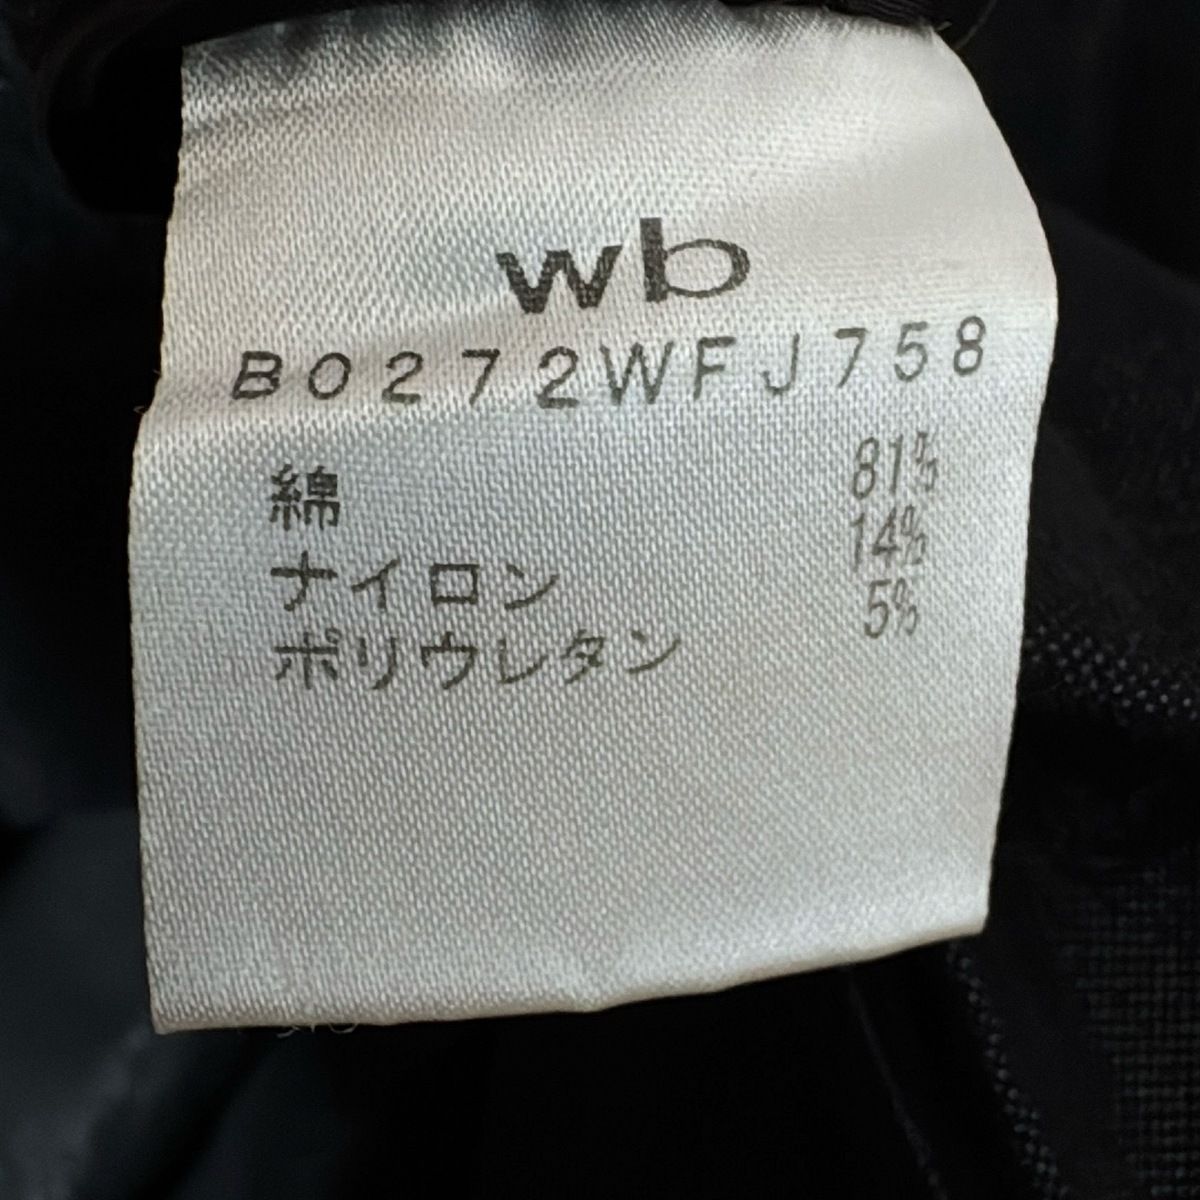 wb
B0272WFJ758
綿 81%
ナイロン 14%
ポリウレタン 5%